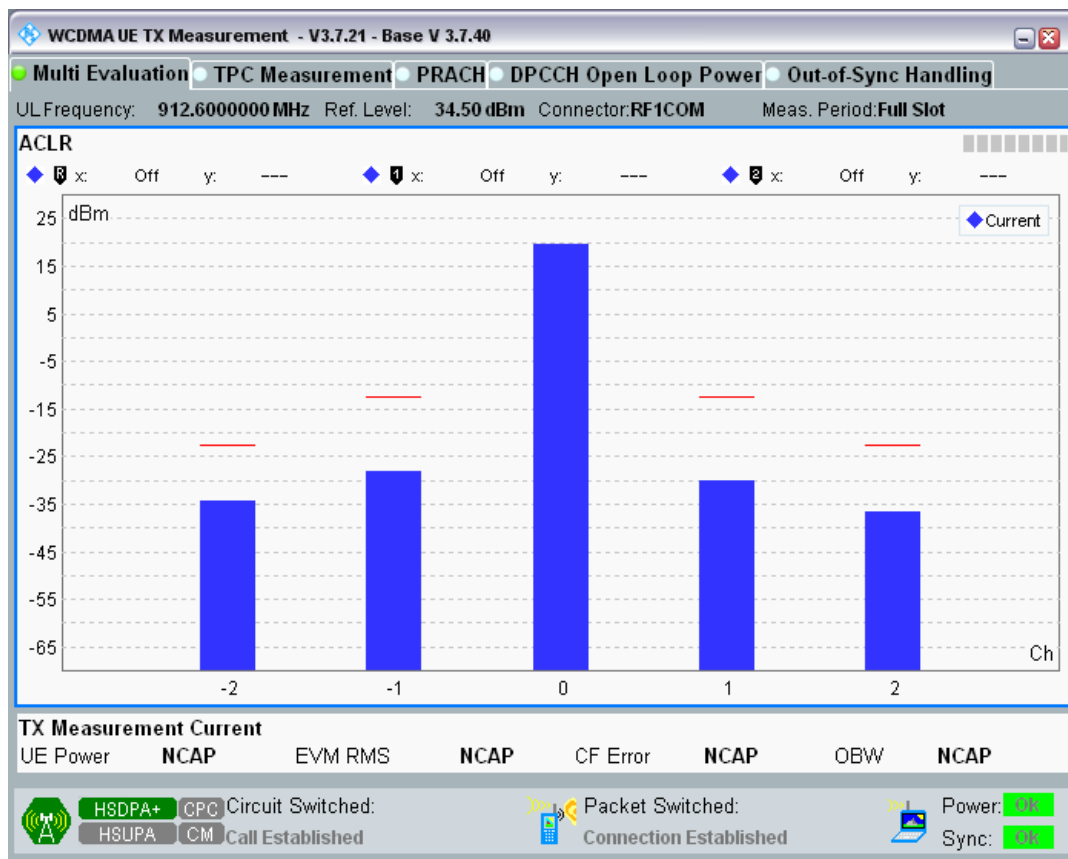 WCDMA UE TX Measurement - V3.7.21 - Base V 3.7.40
Multi Evaluation TPC Measurement PRACH DPCCH Open Loop Power Out-of-Sync Handling
UL Frequency: 912.6000000 MHz Ref. Level: 34.50 dBm Connector:RF1COM Meas. Period:Full Slot
ACLR
R x: Off y: --- 1 x: Off y: --- 2 x: Off y: ---
dBm
Current
25
15
5
-5
-15
-25
-35
-45
-55
-65
Ch
-2 -1 0 1 2
TX Measurement Current
UE Power NCAP EVM RMS NCAP CF Error NCAP OBW NCAP
HSDPA+ CPC Circuit Switched: Packet Switched: Power: OK
HSUPA CM Call Established Connection Established Sync: OK